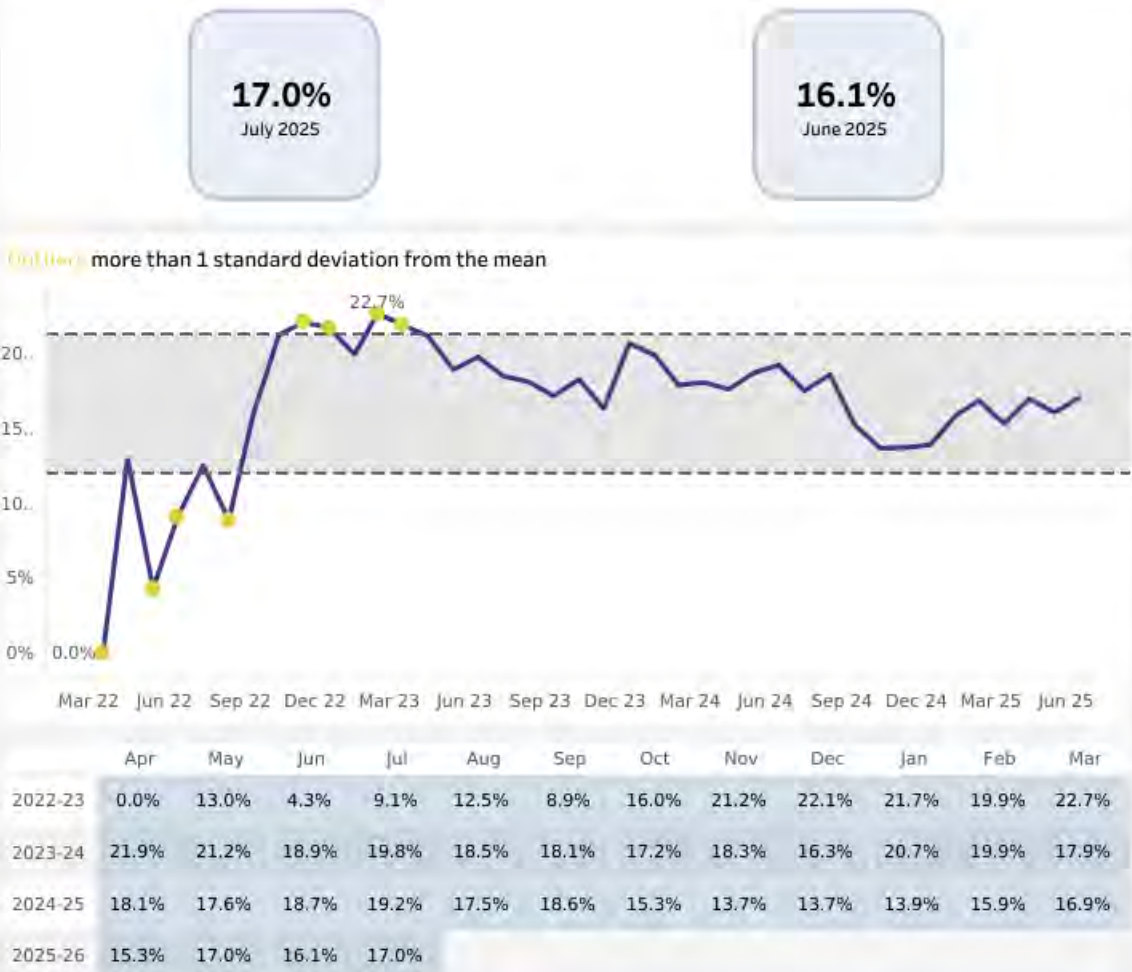 17.0%
July 2025
16.1%
June 2025
Outliers more than 1 standard deviation from the mean
22.7%
20..
15..
10..
5%
0% 0.0%
Mar 22 Jun 22 Sep 22 Dec 22 Mar 23 Jun 23 Sep 23 Dec 23 Mar 24 Jun 24 Sep 24 Dec 24 Mar 25 Jun 25
Apr May Jun Jul Aug Sep Oct Nov Dec Jan Feb Mar
2022-23 0.0% 13.0% 4.3% 9.1% 12.5% 8.9% 16.0% 21.2% 22.1% 21.7% 19.9% 22.7%
2023-24 21.9% 21.2% 18.9% 19.8% 18.5% 18.1% 17.2% 18.3% 16.3% 20.7% 19.9% 17.9%
2024-25 18.1% 17.6% 18.7% 19.2% 17.5% 18.6% 15.3% 13.7% 13.7% 13.9% 15.9% 16.9%
2025-26 15.3% 17.0% 16.1% 17.0%